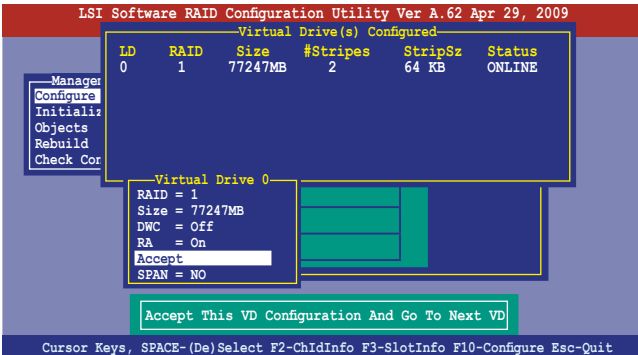 LSI Software RAID Configuration Utility Ver A.62 Apr 29, 2009
Virtual Drive(s) Configured
LD RAID Size #Stripes StripSz Status
0 1 77247MB 2 64 KB ONLINE
Manager
Configure
Initializ
Objects
Rebuild
Check Con
Virtual Drive 0
RAID = 1
Size = 77247MB
DWC = Off
RA = On
Accept
SPAN = NO
Accept This VD Configuration And Go To Next VD
Cursor Keys, SPACE-(De)Select F2-ChIdInfo F3-SlotInfo F10-Configure Esc-Quit